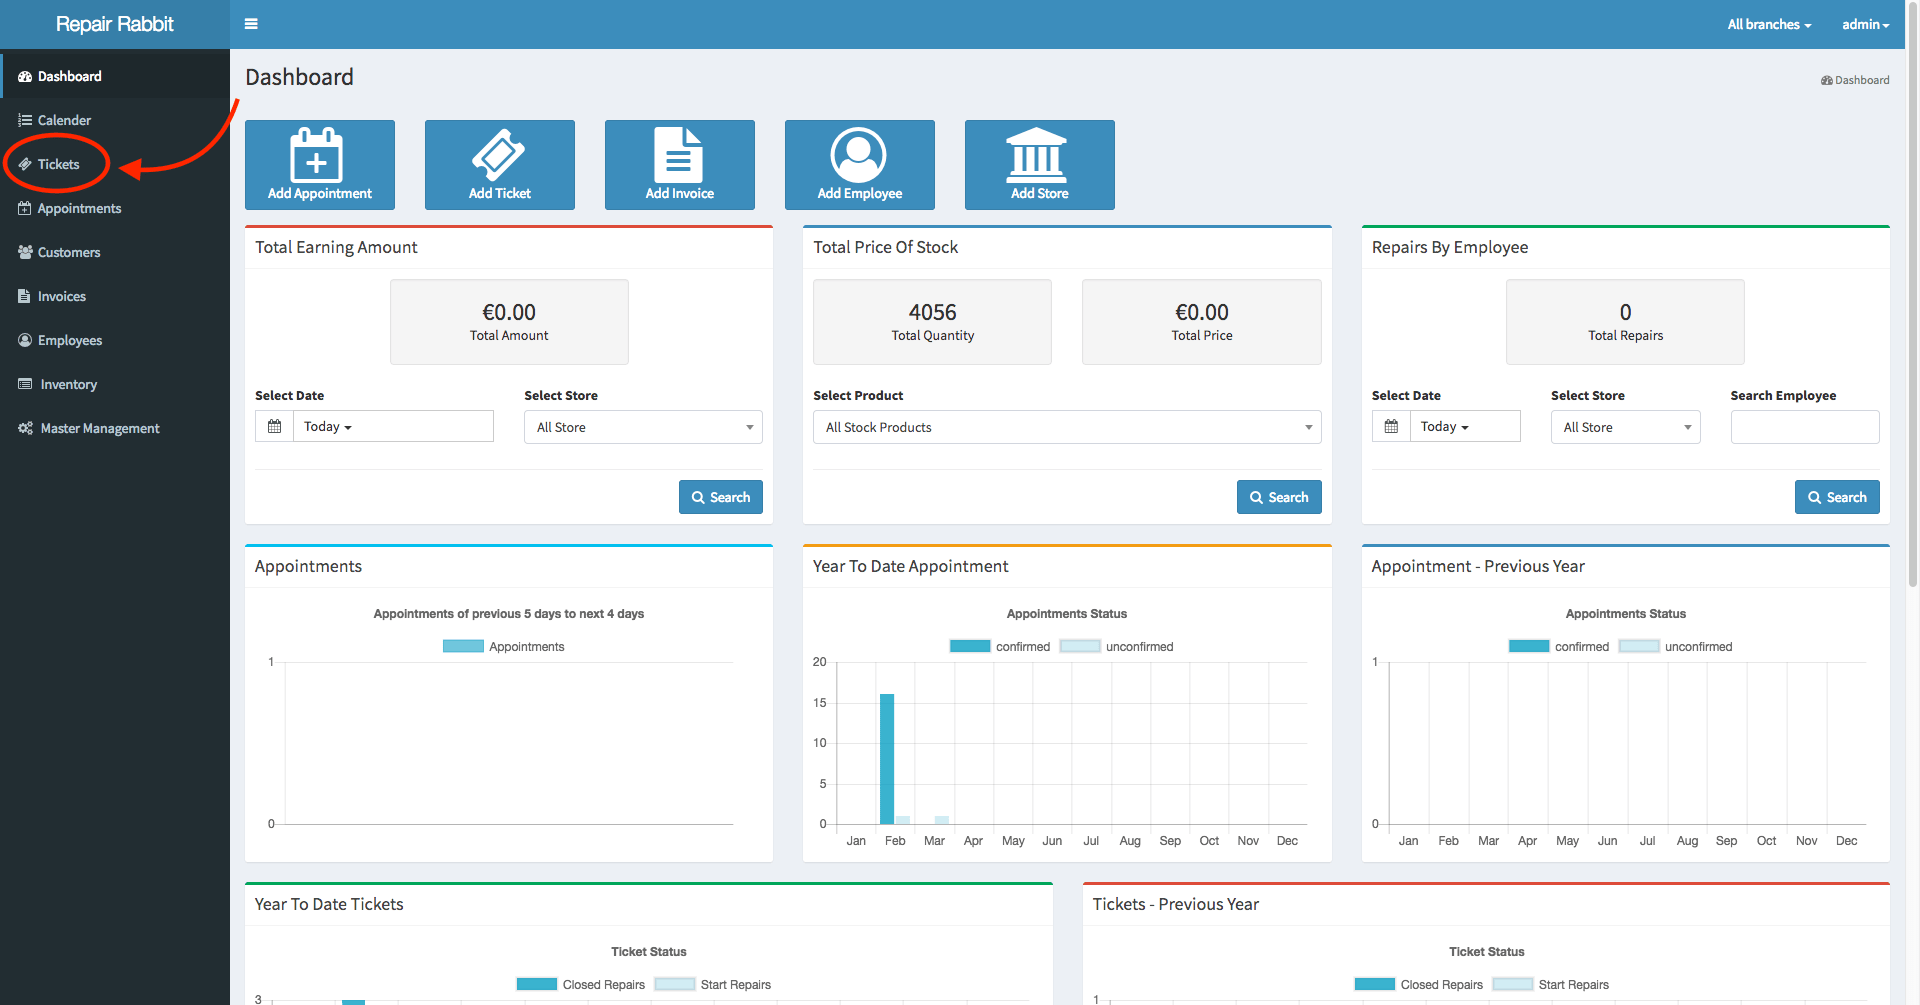 Repair Rabbit
All branches
admin
Dashboard
Calender
Tickets
Appointments
Customers
Invoices
Employees
Inventory
Master Management
Dashboard
Dashboard
Add Appointment
Add Ticket
Add Invoice
Add Employee
Add Store
Total Earning Amount
€0.00
Total Amount
Select Date
Select Store
Today
All Store
Search
Total Price Of Stock
4056
Total Quantity
€0.00
Total Price
Select Product
All Stock Products
Search
Repairs By Employee
0
Total Repairs
Select Date
Select Store
Search Employee
Today
All Store
Search
Appointments
Appointments of previous 5 days to next 4 days
Appointments
1
0
Year To Date Appointment
Appointments Status
confirmed unconfirmed
20
15
10
5
0
Jan Feb Mar Apr May Jun Jul Aug Sep Oct Nov Dec
Appointment - Previous Year
Appointments Status
confirmed unconfirmed
1
0
Jan Feb Mar Apr May Jun Jul Aug Sep Oct Nov Dec
Year To Date Tickets
Ticket Status
Closed Repairs Start Repairs
3
Tickets - Previous Year
Ticket Status
Closed Repairs Start Repairs
1